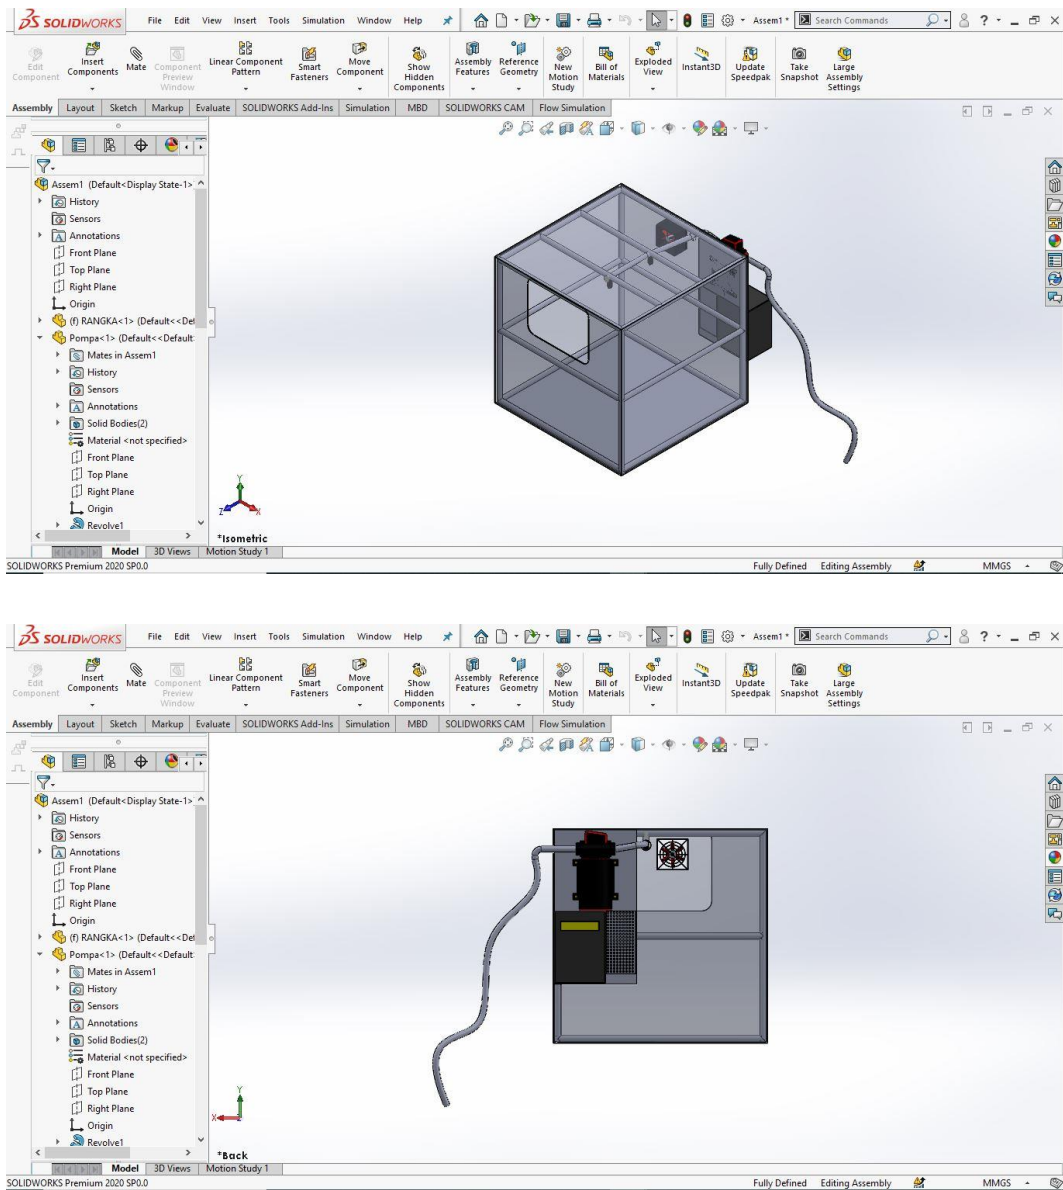 SOLIDWORKS File Edit View Insert Tools Simulation Window Help Assem1 * Search Commands
Edit Component
Insert Components
Mate
Component Preview Window
Linear Component Pattern
Smart Fasteners
Move Component
Show Hidden Components
Assembly Features
Reference Geometry
New Motion Study
Bill of Materials
Exploded View
Instant3D
Update Speedpak
Take Snapshot
Large Assembly Settings
Assembly Layout Sketch Markup Evaluate SOLIDWORKS Add-Ins Simulation MBD SOLIDWORKS CAM Flow Simulation
Assem1 (Default<Display State-1>
History
Sensors
Annotations
Front Plane
Top Plane
Right Plane
Origin
(f) RANGKA<1> (Default<<Def
Pompa<1> (Default<<Default
Mates in Assem1
History
Sensors
Annotations
Solid Bodies(2)
Material <not specified>
Front Plane
Top Plane
Right Plane
Origin
Revolve1
Y
Z X
*Isometric
Model 3D Views Motion Study 1
SOLIDWORKS Premium 2020 SP0.0 Fully Defined Editing Assembly MMGS
SOLIDWORKS File Edit View Insert Tools Simulation Window Help Assem1 * Search Commands
Edit Component
Insert Components
Mate
Component Preview Window
Linear Component Pattern
Smart Fasteners
Move Component
Show Hidden Components
Assembly Features
Reference Geometry
New Motion Study
Bill of Materials
Exploded View
Instant3D
Update Speedpak
Take Snapshot
Large Assembly Settings
Assembly Layout Sketch Markup Evaluate SOLIDWORKS Add-Ins Simulation MBD SOLIDWORKS CAM Flow Simulation
Assem1 (Default<Display State-1>
History
Sensors
Annotations
Front Plane
Top Plane
Right Plane
Origin
(f) RANGKA<1> (Default<<Def
Pompa<1> (Default<<Default
Mates in Assem1
History
Sensors
Annotations
Solid Bodies(2)
Material <not specified>
Front Plane
Top Plane
Right Plane
Origin
Revolve1
Y
X
*Back
Model 3D Views Motion Study 1
SOLIDWORKS Premium 2020 SP0.0 Fully Defined Editing Assembly MMGS